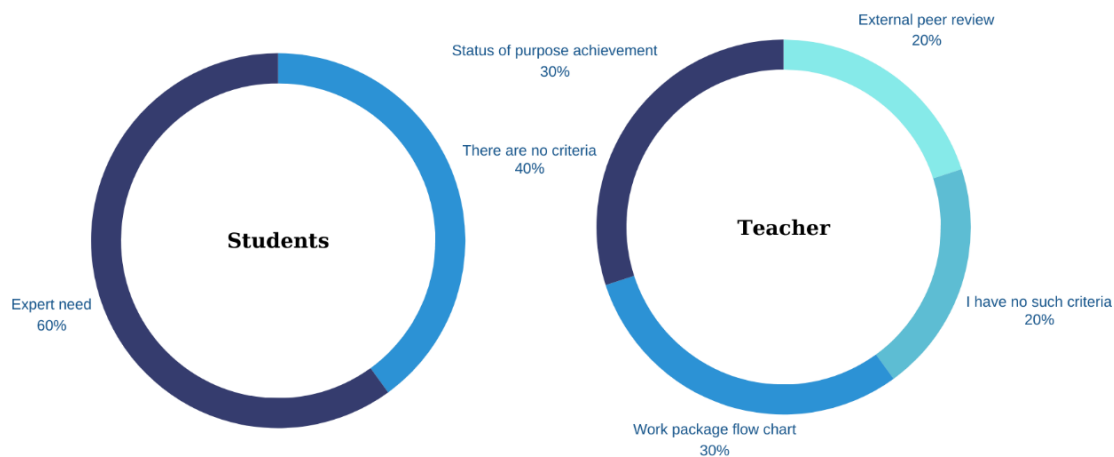 Students
Expert need
60%
There are no criteria
40%
Teacher
Status of purpose achievement
30%
External peer review
20%
I have no such criteria
20%
Work package flow chart
30%